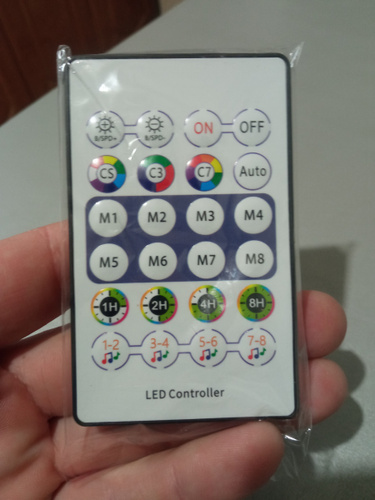 B/SPD+ B/SPD- ON OFF
CS C3 C7 Auto
M1 M2 M3 M4
M5 M6 M7 M8
1H 2H 4H 8H
1-2 3-4 5-6 7-8
LED Controller